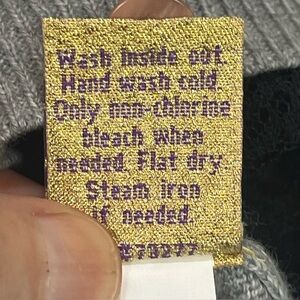 Wash inside out.
Hand wash cold.
Only non-chlorine
bleach when
needed. Flat dry.
Steam iron
if needed.